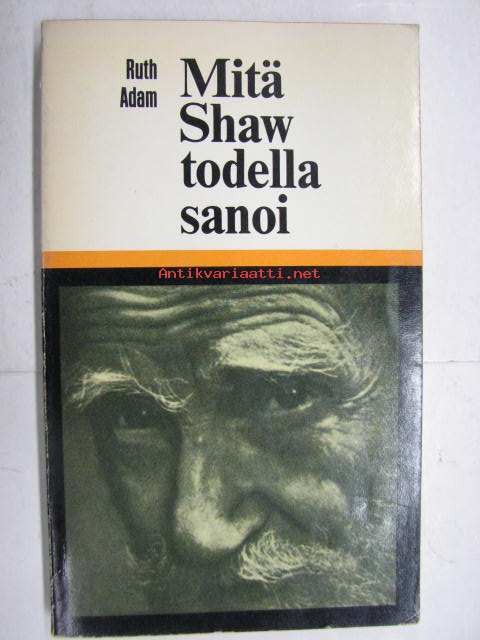 Ruth
Adam
Mitä
Shaw
todella
sanoi
Antikvariaatti.net